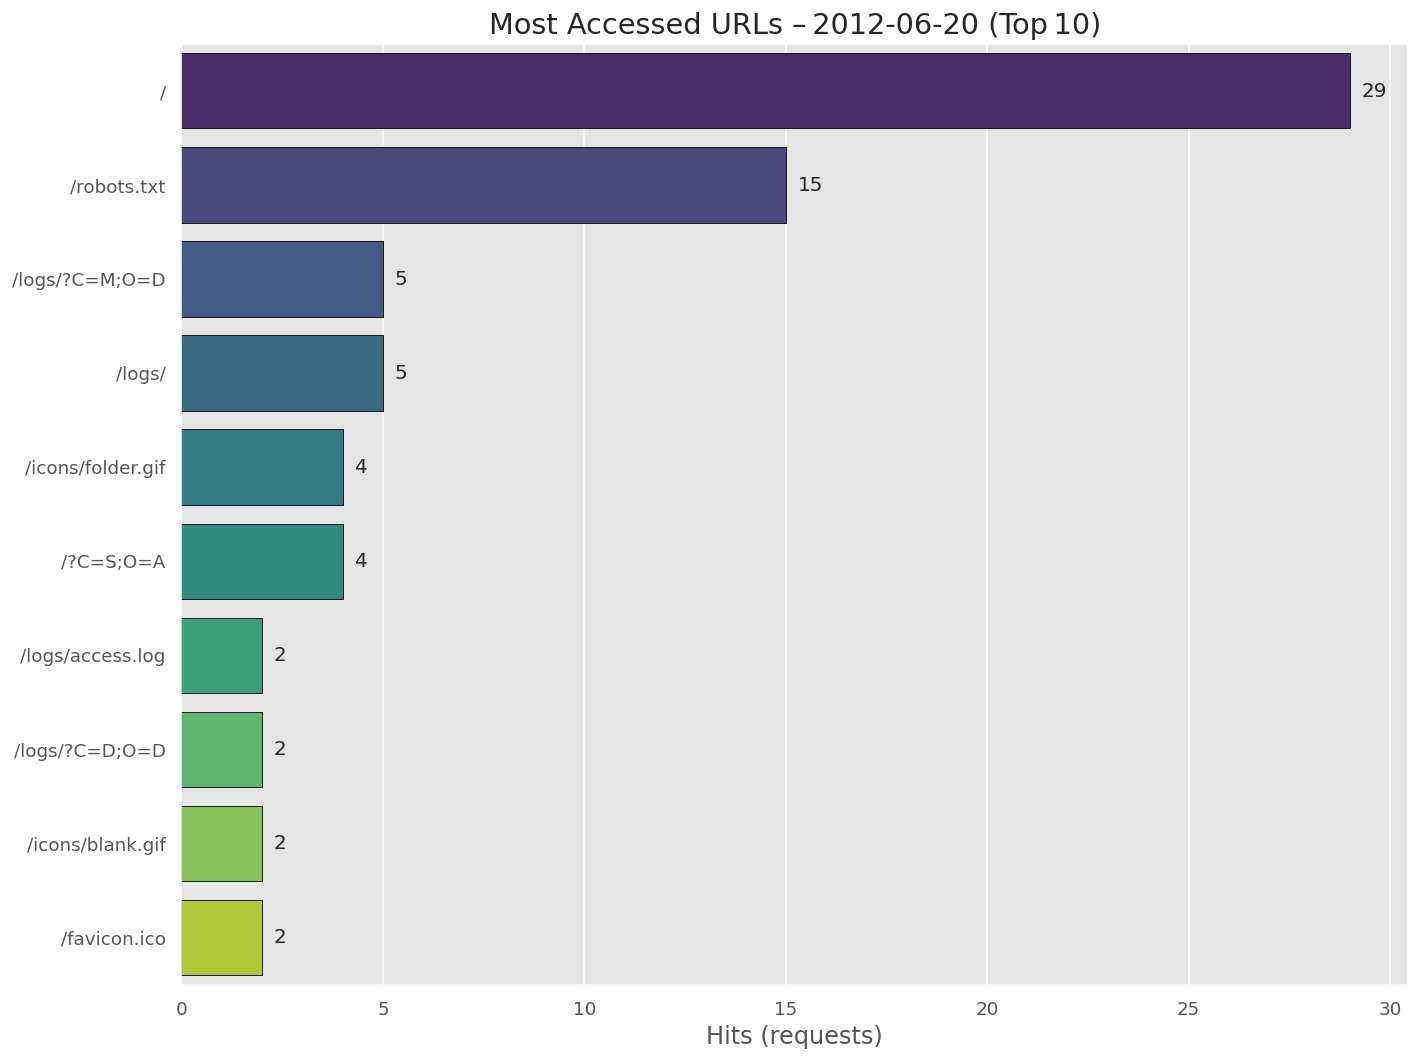 Most Accessed URLs – 2012-06-20 (Top 10)
/ 29
/robots.txt 15
/logs/?C=M;O=D 5
/logs/ 5
/icons/folder.gif 4
/?C=S;O=A 4
/logs/access.log 2
/logs/?C=D;O=D 2
/icons/blank.gif 2
/favicon.ico 2
0 5 10 15 20 25 30
Hits (requests)